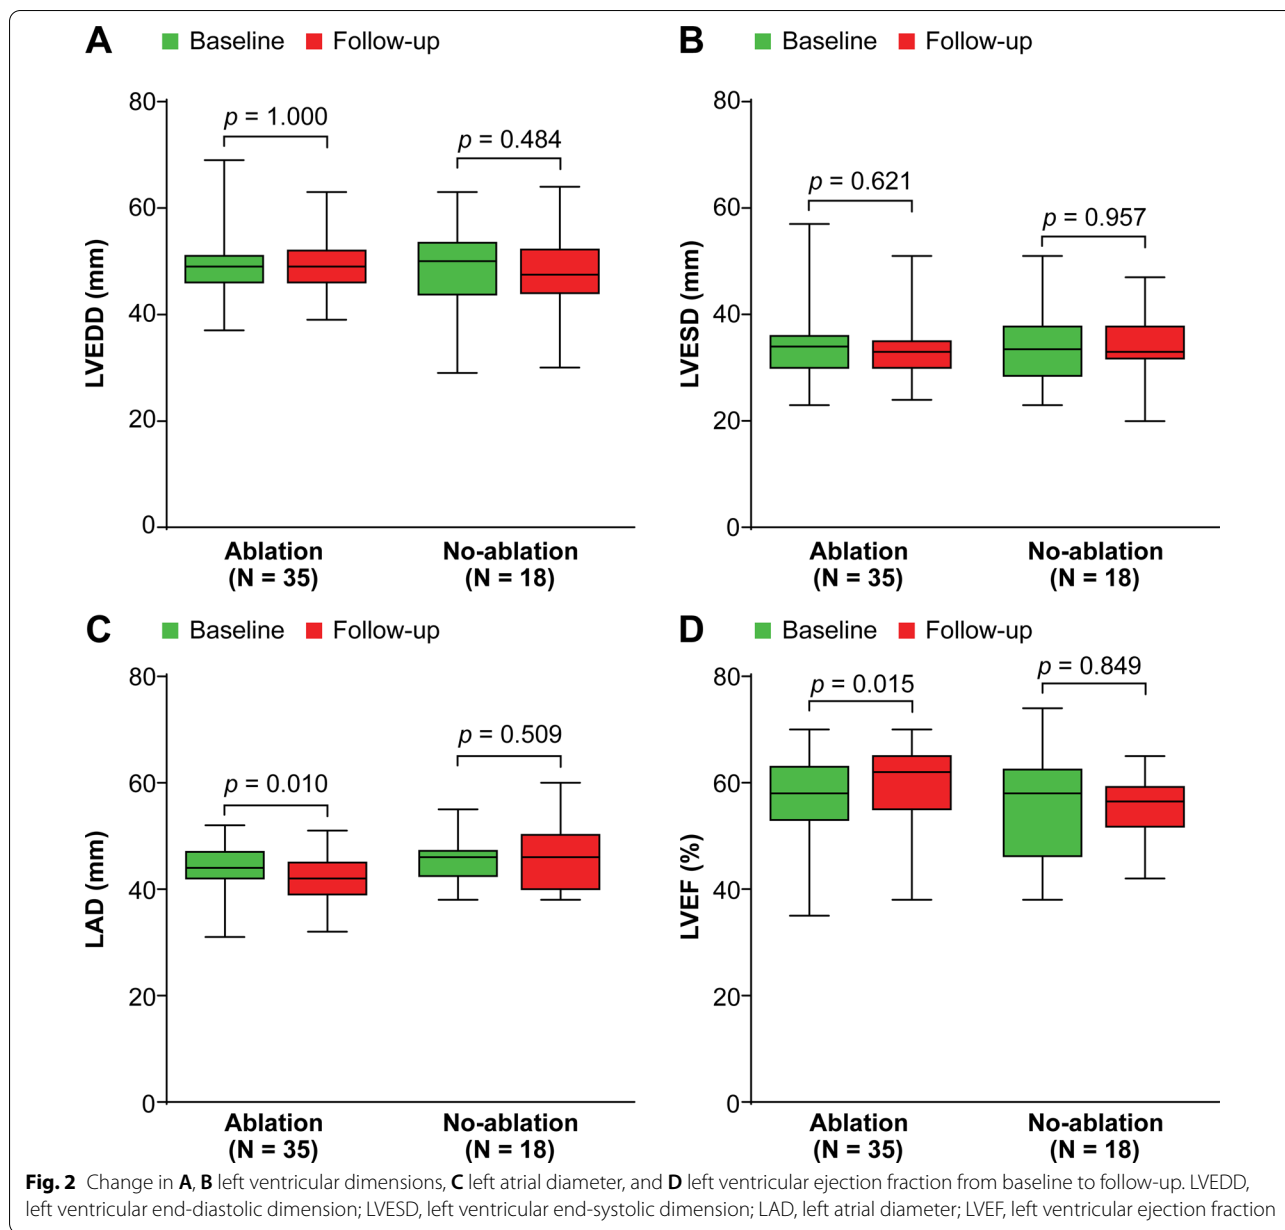 A Baseline Follow-up
80
60
40
20
0
LVEDD (mm)
p = 1.000
p = 0.484
Ablation
(N = 35)
No-ablation
(N = 18)
B Baseline Follow-up
80
60
40
20
0
LVESD (mm)
p = 0.621
p = 0.957
Ablation
(N = 35)
No-ablation
(N = 18)
C Baseline Follow-up
80
60
40
20
0
LAD (mm)
p = 0.010
p = 0.509
Ablation
(N = 35)
No-ablation
(N = 18)
D Baseline Follow-up
80
60
40
20
0
LVEF (%)
p = 0.015
p = 0.849
Ablation
(N = 35)
No-ablation
(N = 18)
Fig. 2 Change in A, B left ventricular dimensions, C left atrial diameter, and D left ventricular ejection fraction from baseline to follow-up. LVEDD,
left ventricular end-diastolic dimension; LVESD, left ventricular end-systolic dimension; LAD, left atrial diameter; LVEF, left ventricular ejection fraction